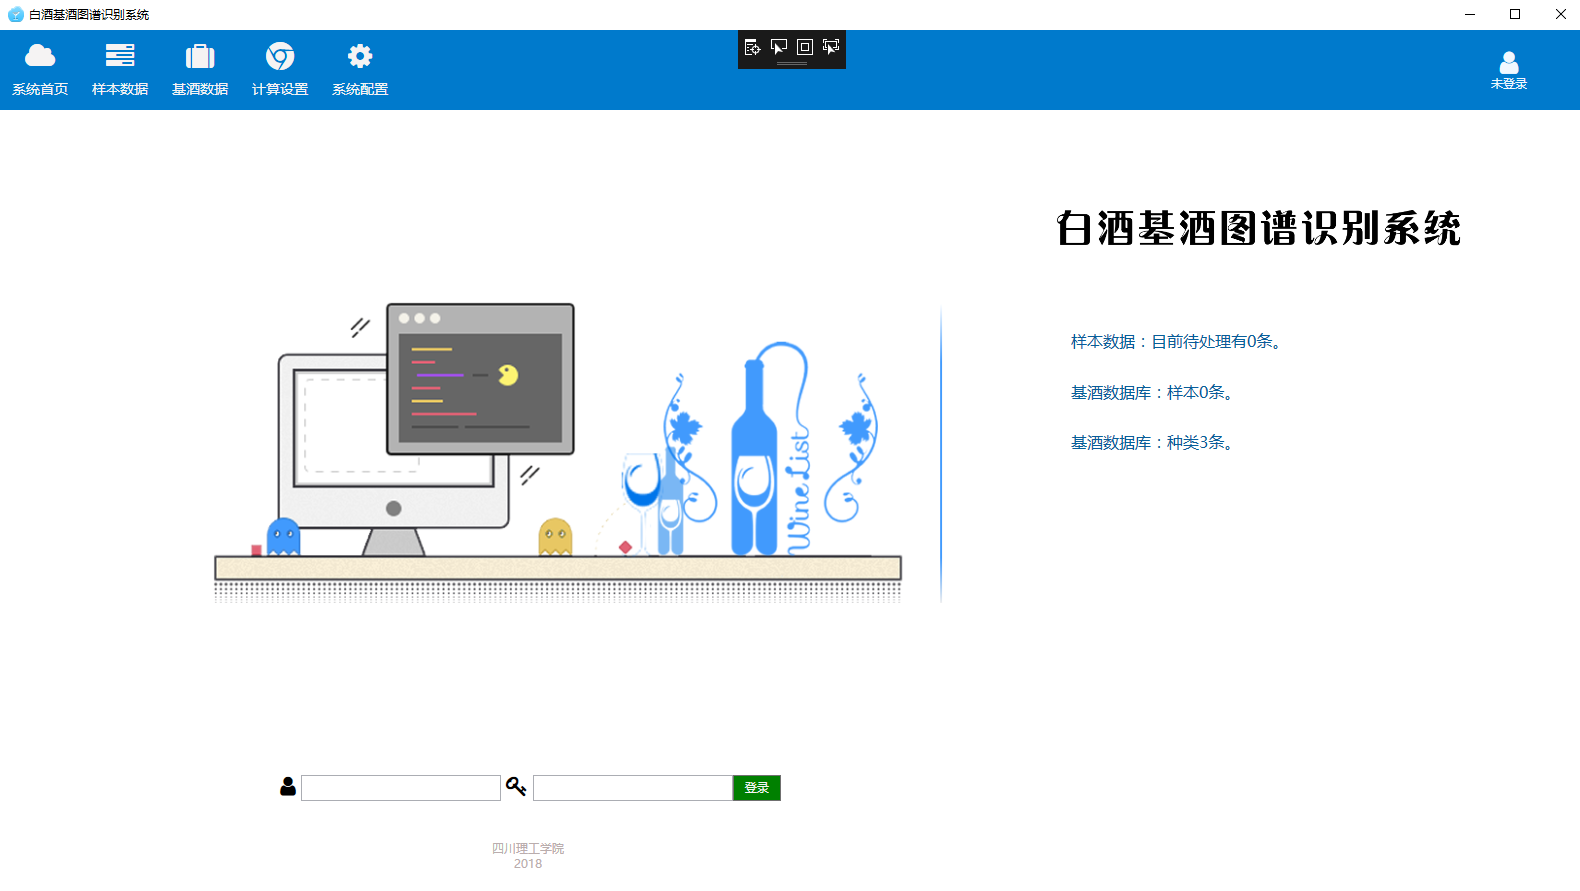 白酒基酒图谱识别系统
系统首页 样本数据 基酒数据 计算设置 系统配置
未登录
白酒基酒图谱识别系统
样本数据：目前待处理有0条。
基酒数据库：样本0条。
基酒数据库：种类3条。
Wine List
登录
四川理工学院
2018